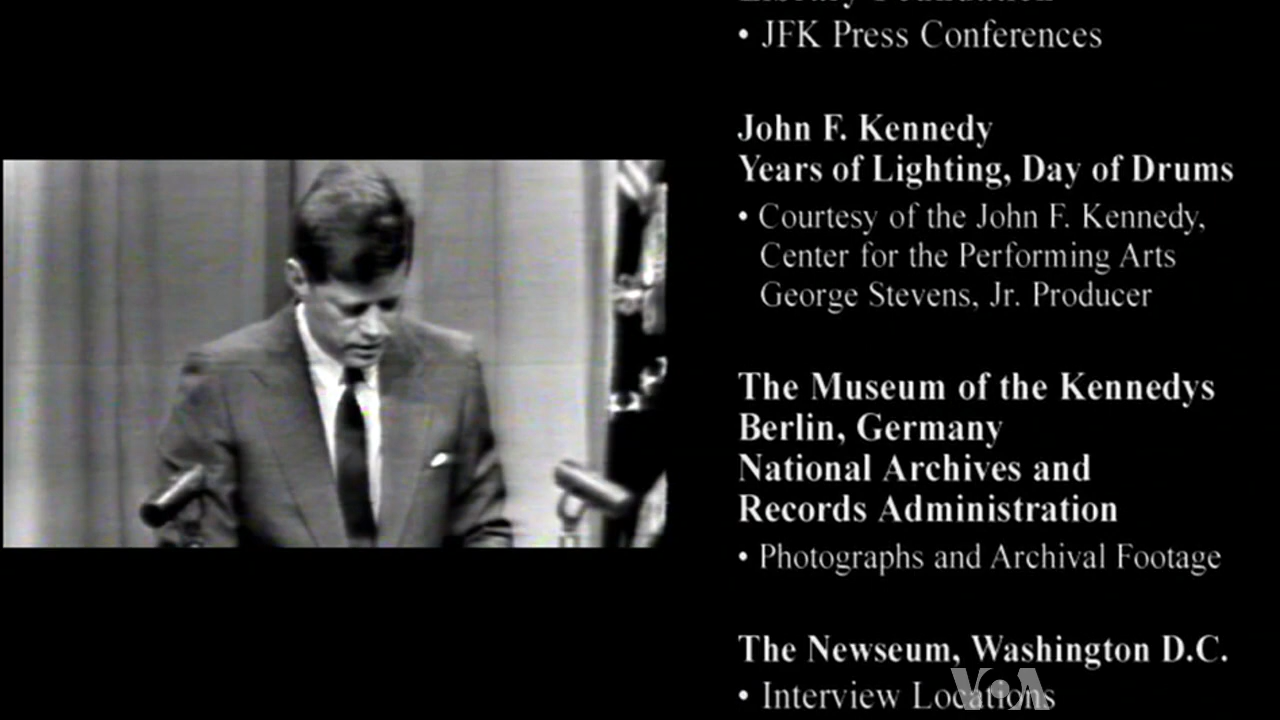 Library Foundation
• JFK Press Conferences
John F. Kennedy
Years of Lighting, Day of Drums
• Courtesy of the John F. Kennedy,
Center for the Performing Arts
George Stevens, Jr. Producer
The Museum of the Kennedys
Berlin, Germany
National Archives and
Records Administration
• Photographs and Archival Footage
The Newseum, Washington D.C.
• Interview Locations
VOA